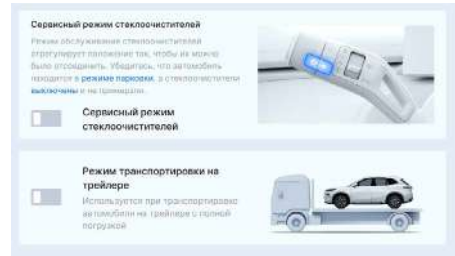 Сервисный режим стеклоочистителей
Режим обслуживания стеклоочистителей
отрегулирует положение так, чтобы их можно
было отсоединить. Убедитесь, что автомобиль
находится в режиме парковки, а стеклоочистители
выключены и не примерзли.
Сервисный режим
стеклоочистителей
Режим транспортировки на
трейлере
Используется при транспортировке
автомобиля на трейлере с полной
погрузкой